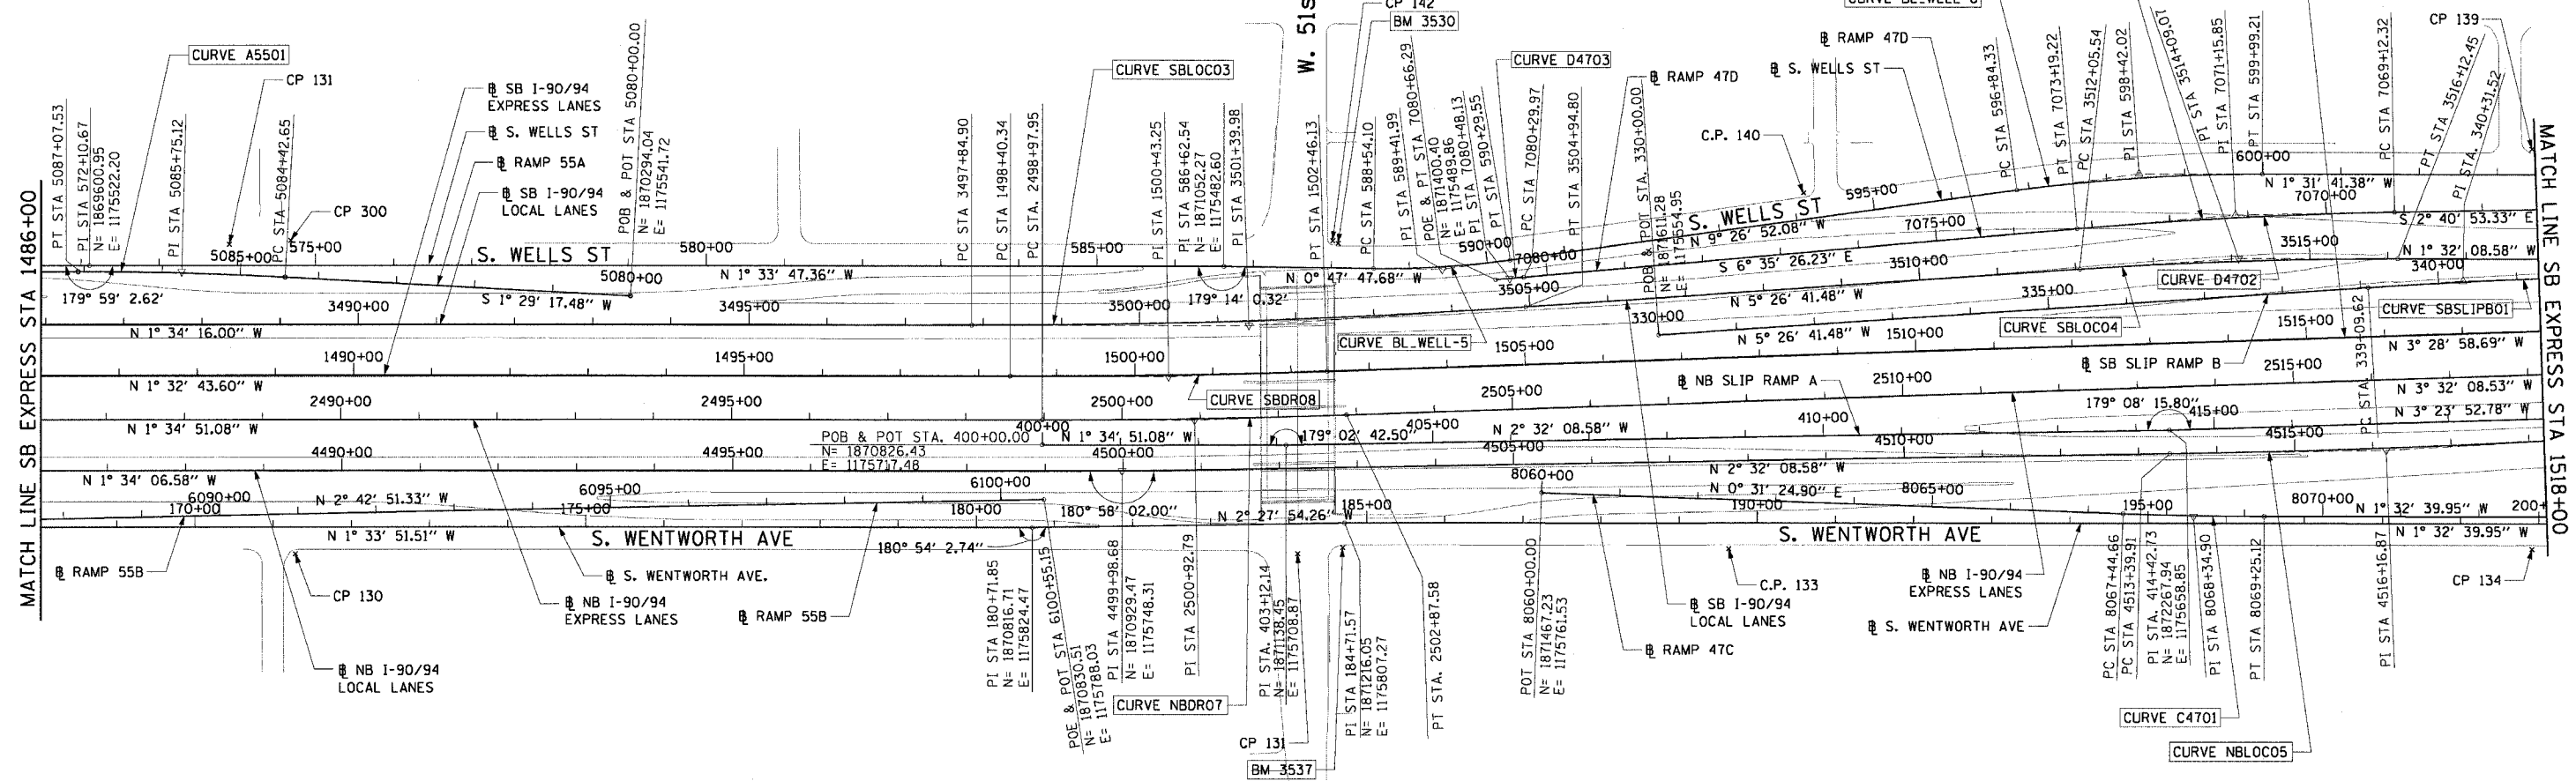 MATCH LINE SB EXPRESS STA 1486+00
PT STA 5087+07.53
PI STA 572+10.67
N= 1869600.95
E= 1175522.20
CURVE A5501
CP 131
PI STA 5085+75.12
PC STA 5084+42.65
CP 300
SB I-90/94
EXPRESS LANES
S. WELLS ST
RAMP 55A
SB I-90/94
LOCAL LANES
POB & POT STA 5080+00.00
N= 1870294.04
E= 1175541.72
5085+00
575+00
S. WELLS ST
580+00
585+00
179° 59' 2.62'
S 1° 29' 17.48" W
5080+00
N 1° 33' 47.36" W
3490+00
3495+00
3500+00
N 1° 34' 16.00" W
1490+00
1495+00
1500+00
N 1° 32' 43.60" W
2490+00
2495+00
2500+00
N 1° 34' 51.08" W
4490+00
4495+00
4500+00
N 1° 34' 06.58" W
6090+00
170+00
N 2° 42' 51.33" W
6095+00
175+00
6100+00
180+00
N 1° 33' 51.51" W
S. WENTWORTH AVE
180° 54' 2.74"
RAMP 55B
CP 130
S. WENTWORTH AVE.
NB I-90/94
EXPRESS LANES
RAMP 55B
NB I-90/94
LOCAL LANES
PC STA 3497+84.90
PC STA 1498+40.34
PC STA. 2498+97.95
CURVE SBLOC03
PI STA 1500+43.25
PI STA 586+62.54
N= 1871052.27
E= 1175482.60
PI STA 3501+39.98
W. 51s
CP 142
BM 3530
PT STA 1502+46.13
PC STA 588+54.10
PI STA 589+41.99
POE & PT STA 7080+66.29
N= 1871400.40
E= 1175489.86
PI STA 7080+48.13
PT STA 590+29.55
CURVE D4703
PC STA 7080+29.97
PT STA 3504+94.80
RAMP 47D
POB & POT STA. 330+00.00
N= 1871611.28
E= 1175554.95
179° 14' 0.32'
N 0° 47' 47.68" W
590+00
7080+00
3505+00
CURVE BL_WELL-5
1505+00
CURVE SBDR08
2505+00
400+00
POB & POT STA. 400+00.00
N= 1870826.43
E= 1175717.48
N 1° 34' 51.08" W
179° 02' 42.50"
405+00
N 2° 32' 08.58" W
4505+00
180° 58' 02.00"
N 2° 27' 54.26" W
185+00
PI STA 180+71.85
N= 1870816.71
E= 1175824.47
POE & POT STA 6100+55.15
N= 1870830.51
E= 1175788.03
PI STA 4499+98.68
N= 1870929.47
E= 1175748.31
PI STA 2500+92.79
CURVE NBDR07
PI STA. 403+12.14
N= 1871138.45
E= 1175708.87
CP 131
BM 3537
PI STA 184+71.57
N= 1871216.05
E= 1175807.27
PT STA. 2502+87.58
POT STA 8060+00.00
N= 1871467.23
E= 1175761.53
8060+00
RAMP 47C
SB I-90/94
LOCAL LANES
C.P. 133
RAMP 47D
S. WELLS ST
C.P. 140
S. WELLS ST
595+00
N 9° 26' 52.08" W
7075+00
S 6° 35' 26.23" E
3510+00
N 5° 26' 41.48" W
335+00
330+00
N 5° 26' 41.48" W
1510+00
NB SLIP RAMP A
2510+00
410+00
4510+00
N 2° 32' 08.58" W
N 0° 31' 24.90" E
8065+00
190+00
S. WENTWORTH AVE
PC STA 596+84.33
PT STA 7073+19.22
PC STA 3512+05.54
PI STA 598+42.02
PI STA 3514+09.07
PI STA 7071+15.85
PT STA 599+99.21
PC STA 7069+12.32
PT STA 3516+12.45
PI STA. 340+31.52
CP 139
600+00
N 1° 31' 41.38" W
7070+00
S 2° 40' 53.33" E
3515+00
N 1° 32' 08.58" W
340+00
CURVE D4702
CURVE SBSLIPB01
CURVE SBLOC04
1515+00
N 3° 28' 58.69" W
SB SLIP RAMP B
2515+00
N 3° 32' 08.53" W
179° 08' 15.80"
415+00
N 3° 23' 52.78" W
PC STA. 339+09.62
4515+00
195+00
8070+00
N 1° 32' 39.95" W
200+
N 1° 32' 39.95" W
NB I-90/94
EXPRESS LANES
S. WENTWORTH AVE
PC STA 8067+44.66
PC STA 4513+39.91
PI STA. 414+42.73
N= 1872267.94
E= 1175658.85
PI STA 8068+34.90
PT STA 8069+25.12
PI STA 4516+16.87
CP 134
CURVE C4701
CURVE NBLOC05
MATCH LINE SB EXPRESS STA 1518+00